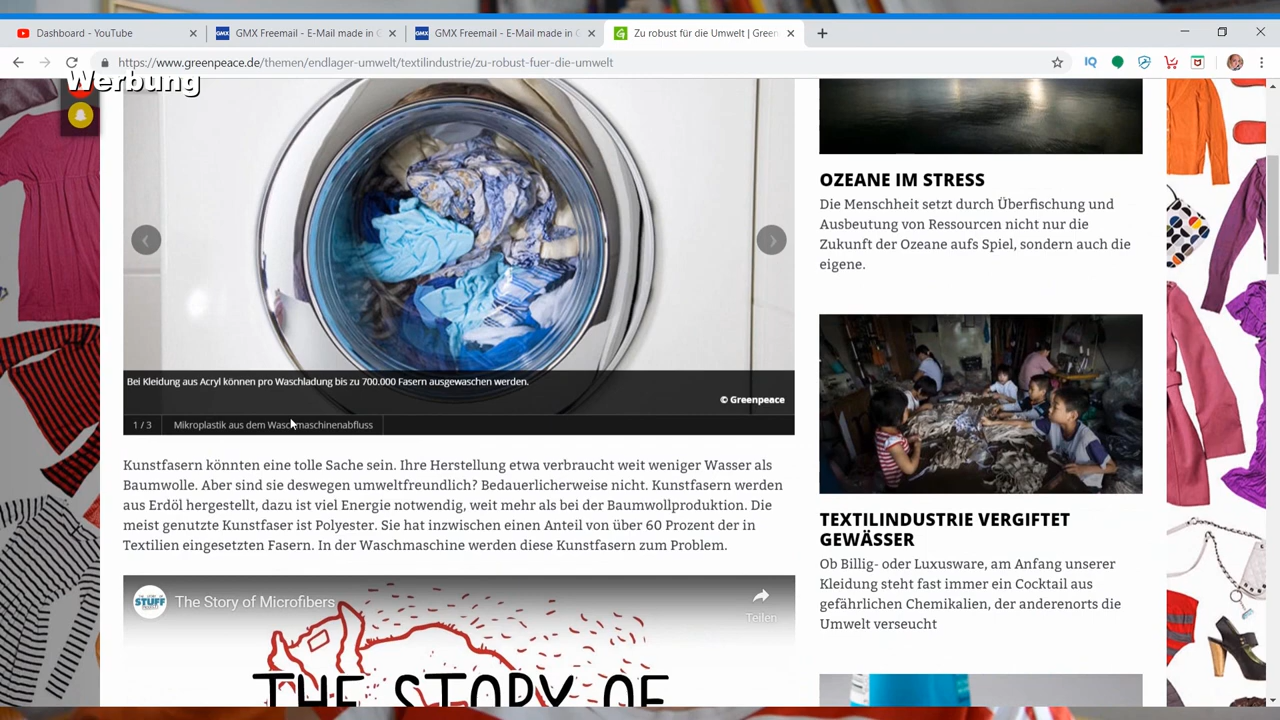 Dashboard - YouTube
GMX Freemail - E-Mail made in G
GMX Freemail - E-Mail made in G
Zu robust für die Umwelt | Green
https://www.greenpeace.de/themen/endlager-umwelt/textilindustrie/zu-robust-fuer-die-umwelt
Werbung
Bei Kleidung aus Acryl können pro Waschladung bis zu 700.000 Fasern ausgewaschen werden.
© Greenpeace
1 / 3
Mikroplastik aus dem Waschmaschinenabfluss
Kunstfasern könnten eine tolle Sache sein. Ihre Herstellung etwa verbraucht weit weniger Wasser als
Baumwolle. Aber sind sie deswegen umweltfreundlich? Bedauerlicherweise nicht. Kunstfasern werden
aus Erdöl hergestellt, dazu ist viel Energie notwendig, weit mehr als bei der Baumwollproduktion. Die
meist genutzte Kunstfaser ist Polyester. Sie hat inzwischen einen Anteil von über 60 Prozent der in
Textilien eingesetzten Fasern. In der Waschmaschine werden diese Kunstfasern zum Problem.
STUFF
The Story of Microfibers
Teilen
THE STORY OF
OZEANE IM STRESS
Die Menschheit setzt durch Überfischung und
Ausbeutung von Ressourcen nicht nur die
Zukunft der Ozeane aufs Spiel, sondern auch die
eigene.
TEXTILINDUSTRIE VERGIFTET
GEWÄSSER
Ob Billig- oder Luxusware, am Anfang unserer
Kleidung steht fast immer ein Cocktail aus
gefährlichen Chemikalien, der anderenorts die
Umwelt verseucht